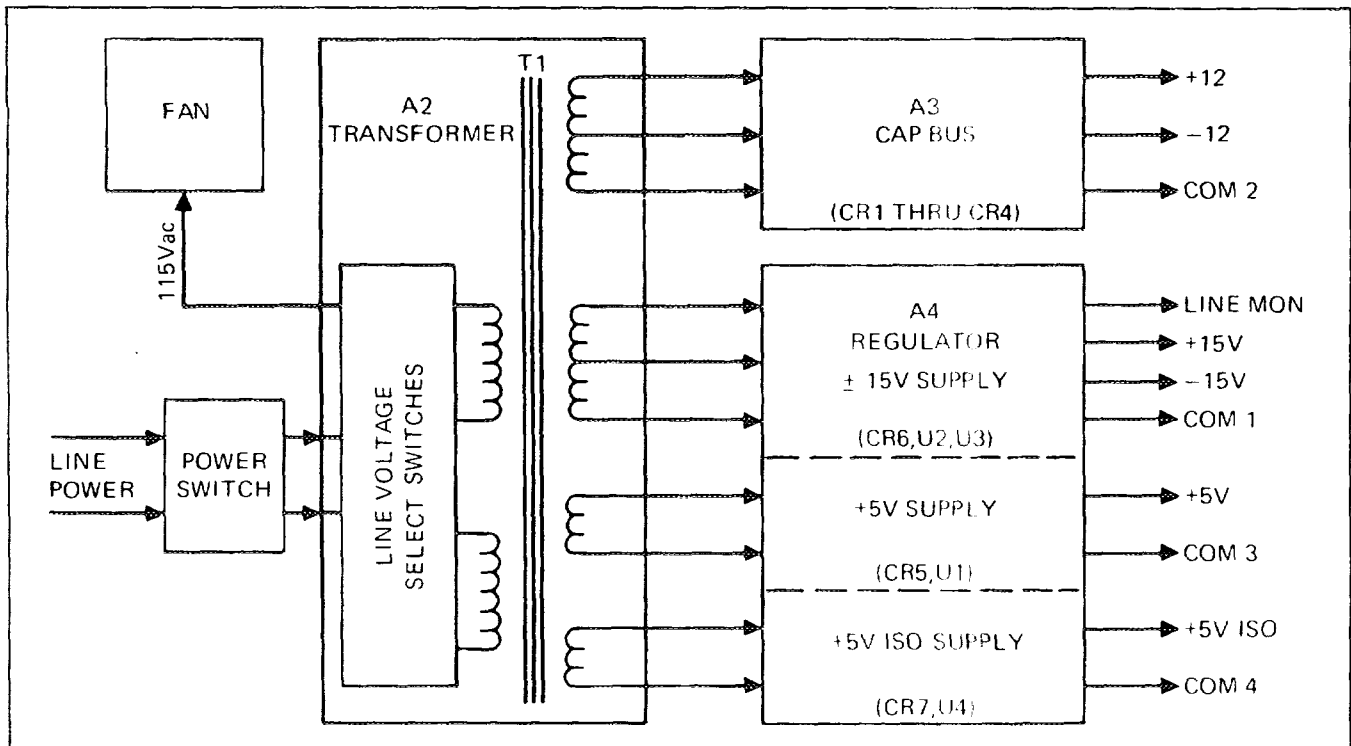 FAN
115Vac
LINE
POWER
POWER
SWITCH
A2
TRANSFORMER
T1
LINE VOLTAGE
SELECT SWITCHES
A3
CAP BUS
(CR1 THRU CR4)
+12
−12
COM 2
A4
REGULATOR
± 15V SUPPLY
(CR6,U2,U3)
LINE MON
+15V
−15V
COM 1
+5V SUPPLY
(CR5,U1)
+5V
COM 3
+5V ISO SUPPLY
(CR7,U4)
+5V ISO
COM 4